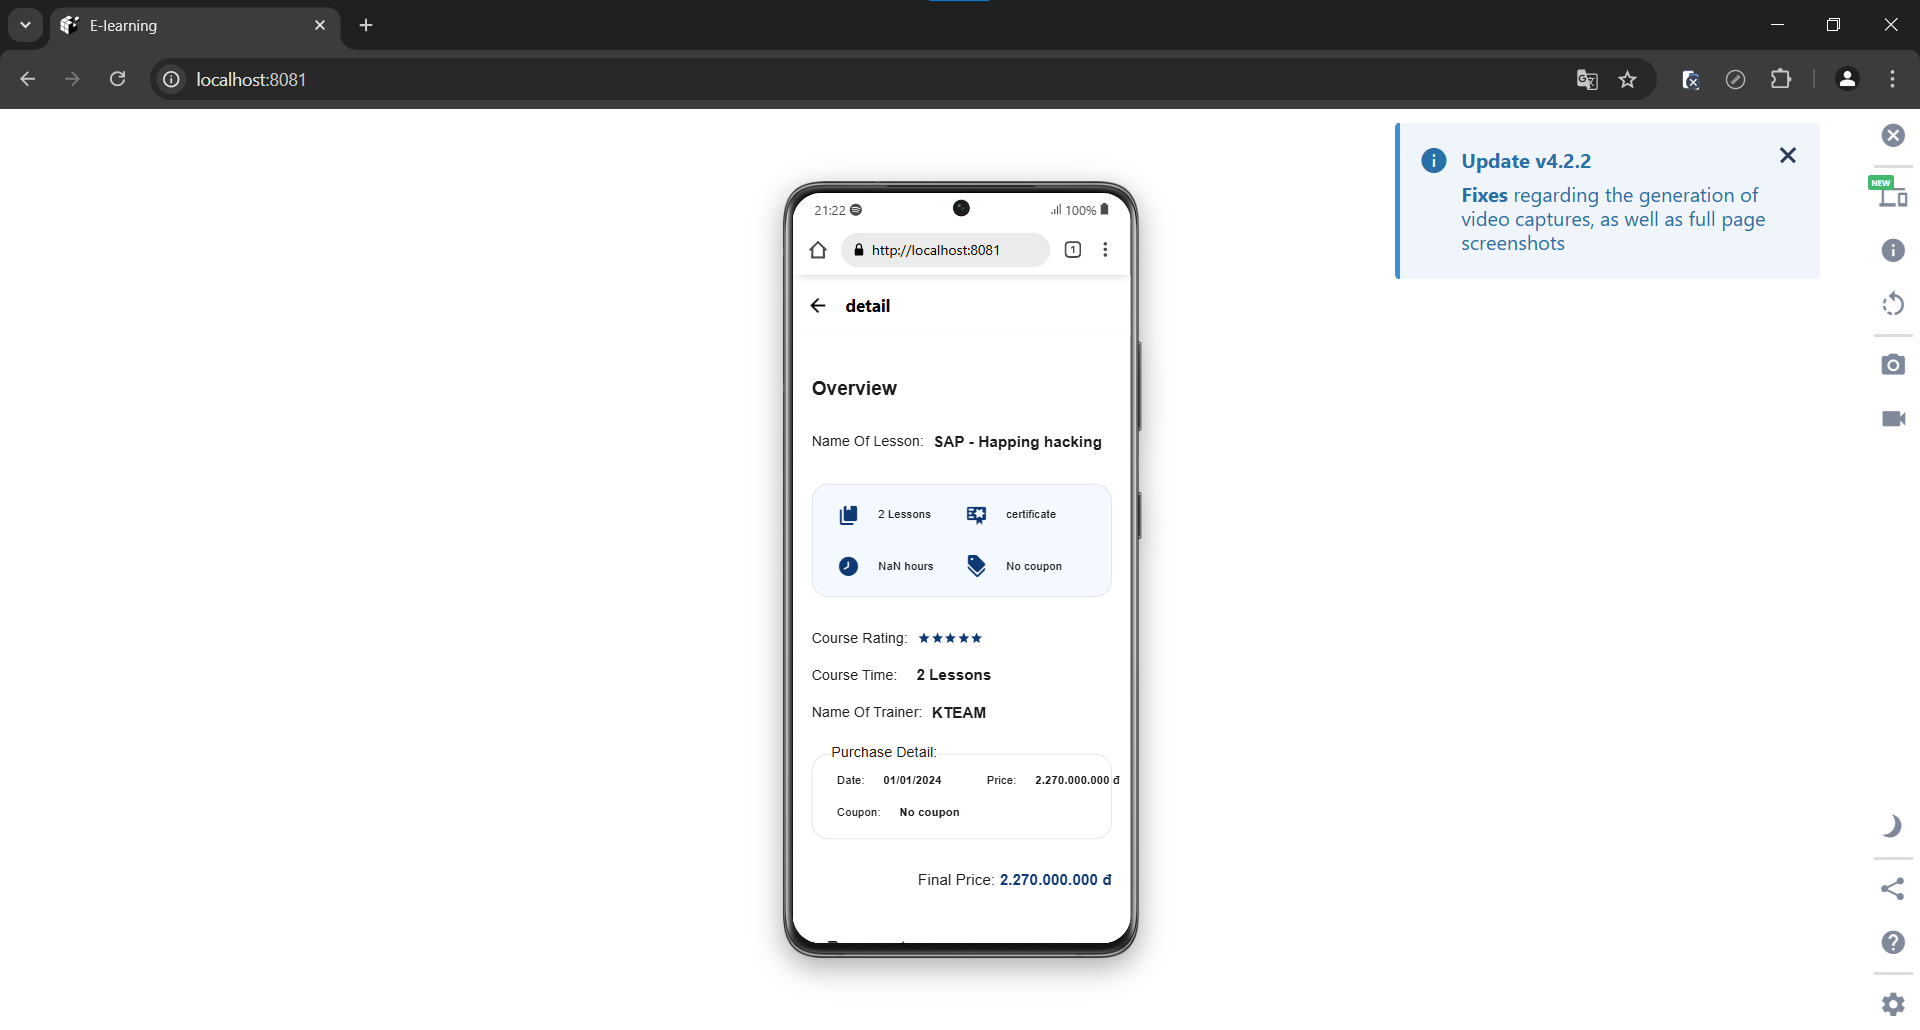 E-learning
localhost:8081
Update v4.2.2
Fixes regarding the generation of
video captures, as well as full page
screenshots
NEW
21:22
100%
http://localhost:8081
1
detail
Overview
Name Of Lesson: SAP - Happing hacking
2 Lessons certificate
NaN hours No coupon
Course Rating:
Course Time: 2 Lessons
Name Of Trainer: KTEAM
Purchase Detail:
Date: 01/01/2024 Price: 2.270.000.000 đ
Coupon: No coupon
Final Price: 2.270.000.000 đ